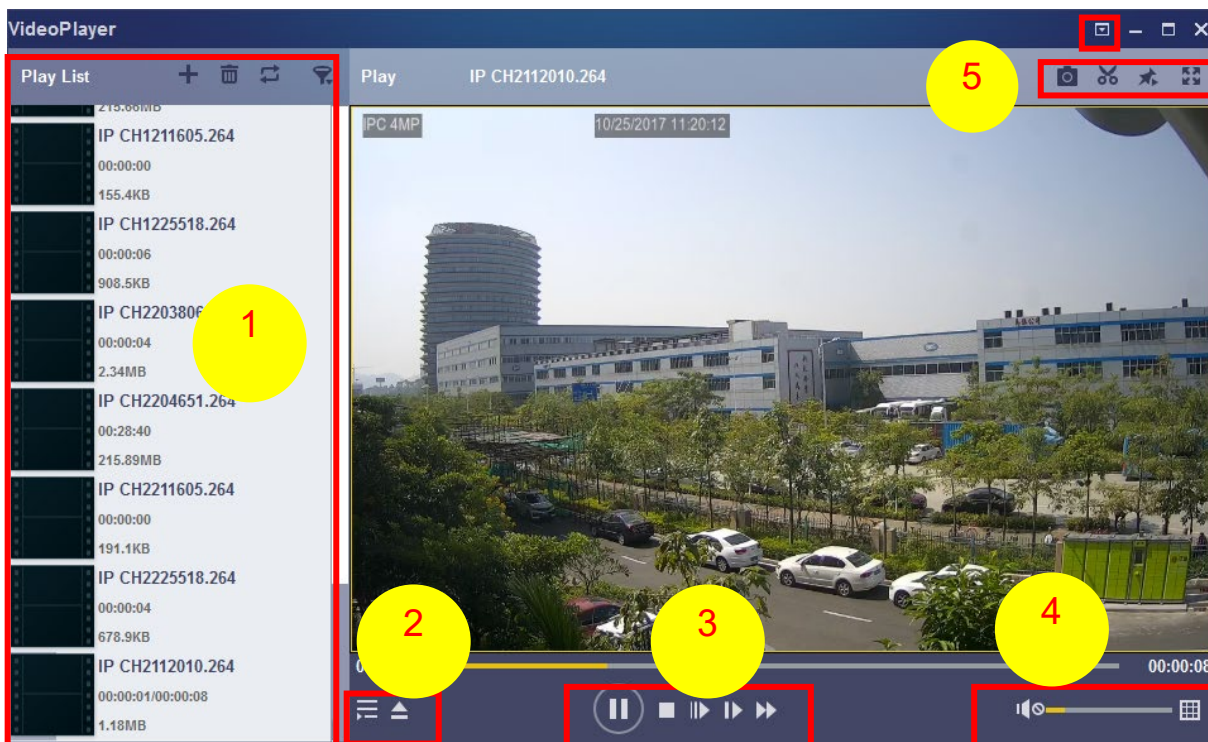 VideoPlayer
Play List
Play IP CH2112010.264
5
215.66MB
IP CH1211605.264
00:00:00
155.4KB
IP CH1225518.264
00:00:06
908.5KB
IP CH2203806
00:00:04
2.34MB
1
IP CH2204651.264
00:28:40
215.89MB
IP CH2211605.264
00:00:00
191.1KB
IP CH2225518.264
00:00:04
678.9KB
IP CH2112010.264
00:00:01/00:00:08
1.18MB
IPC 4MP 10/25/2017 11:20:12
2
3
4
00:00:08